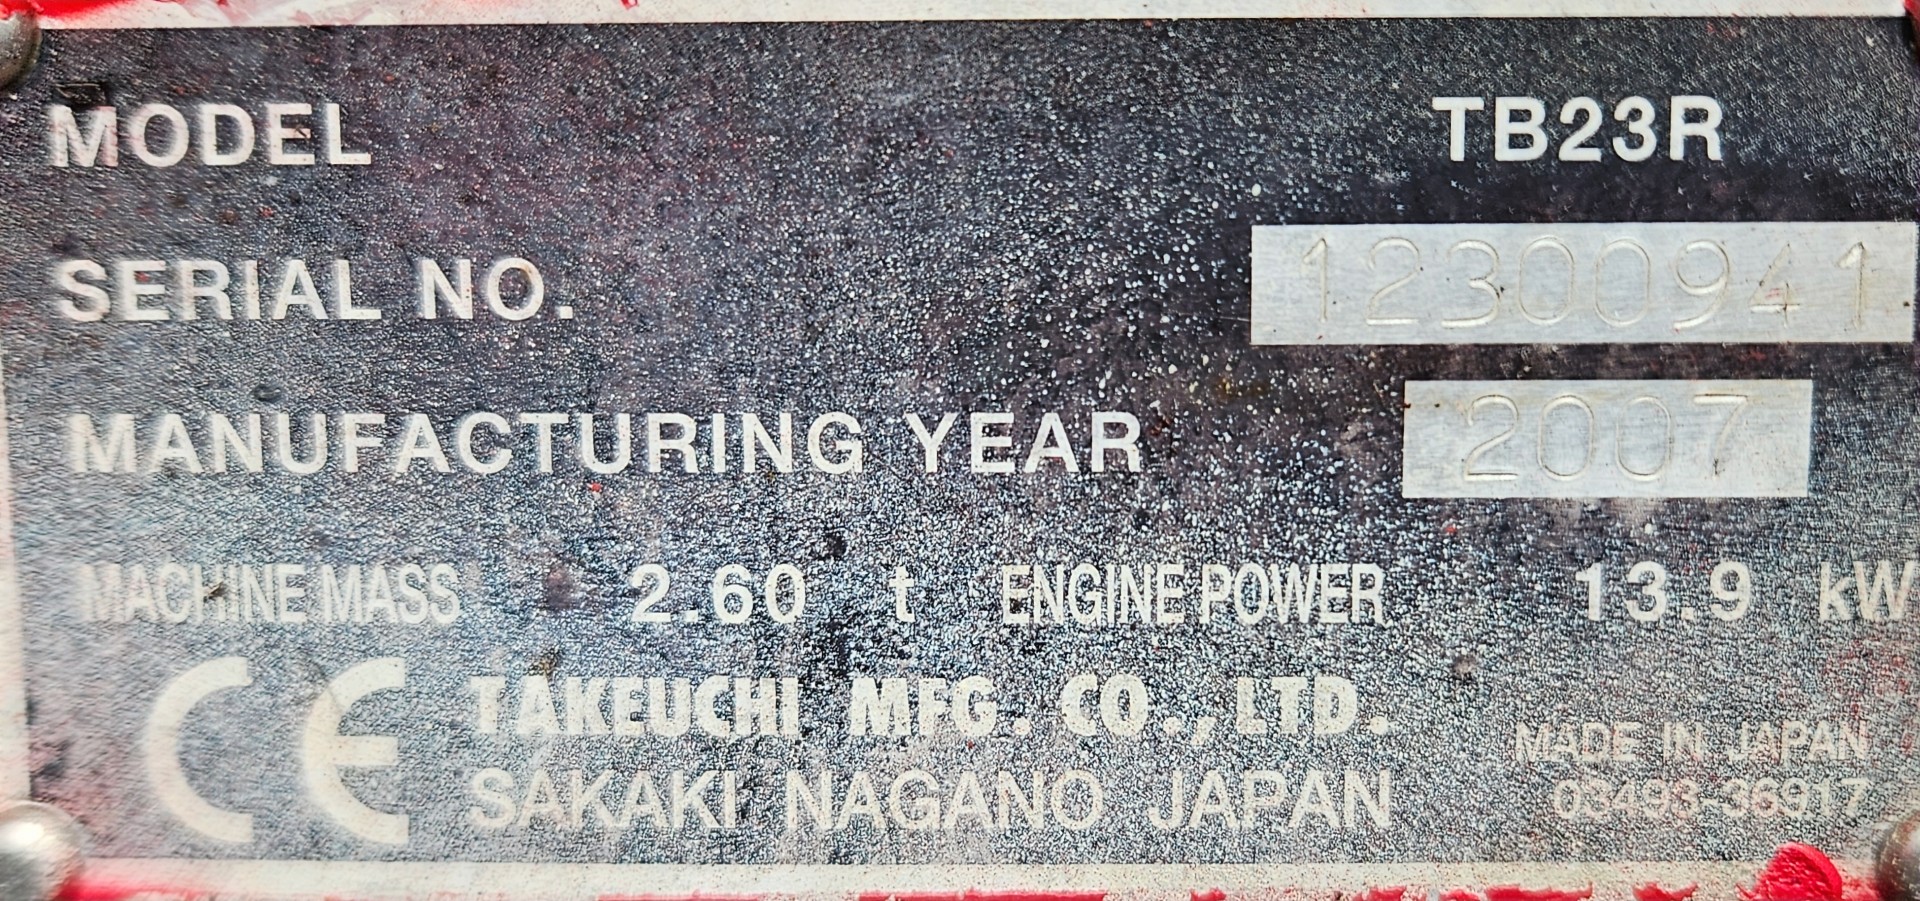 MODEL TB23R
SERIAL NO. 12300941
MANUFACTURING YEAR 2007
MACHINE MASS 2.60 t ENGINE POWER 13.9 kW
CE TAKEUCHI MFG. CO., LTD.
SAKAKI NAGANO JAPAN
MADE IN JAPAN
03493-36917